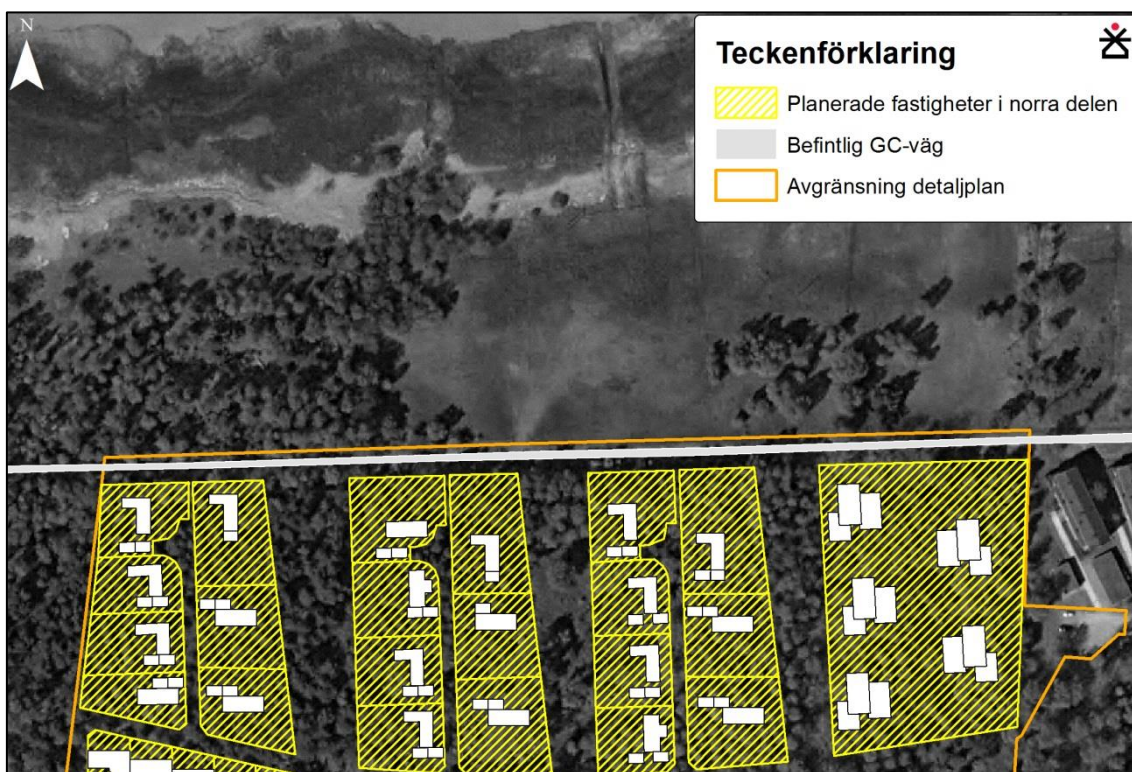 N
Teckenförklaring
Planerade fastigheter i norra delen
Befintlig GC-väg
Avgränsning detaljplan